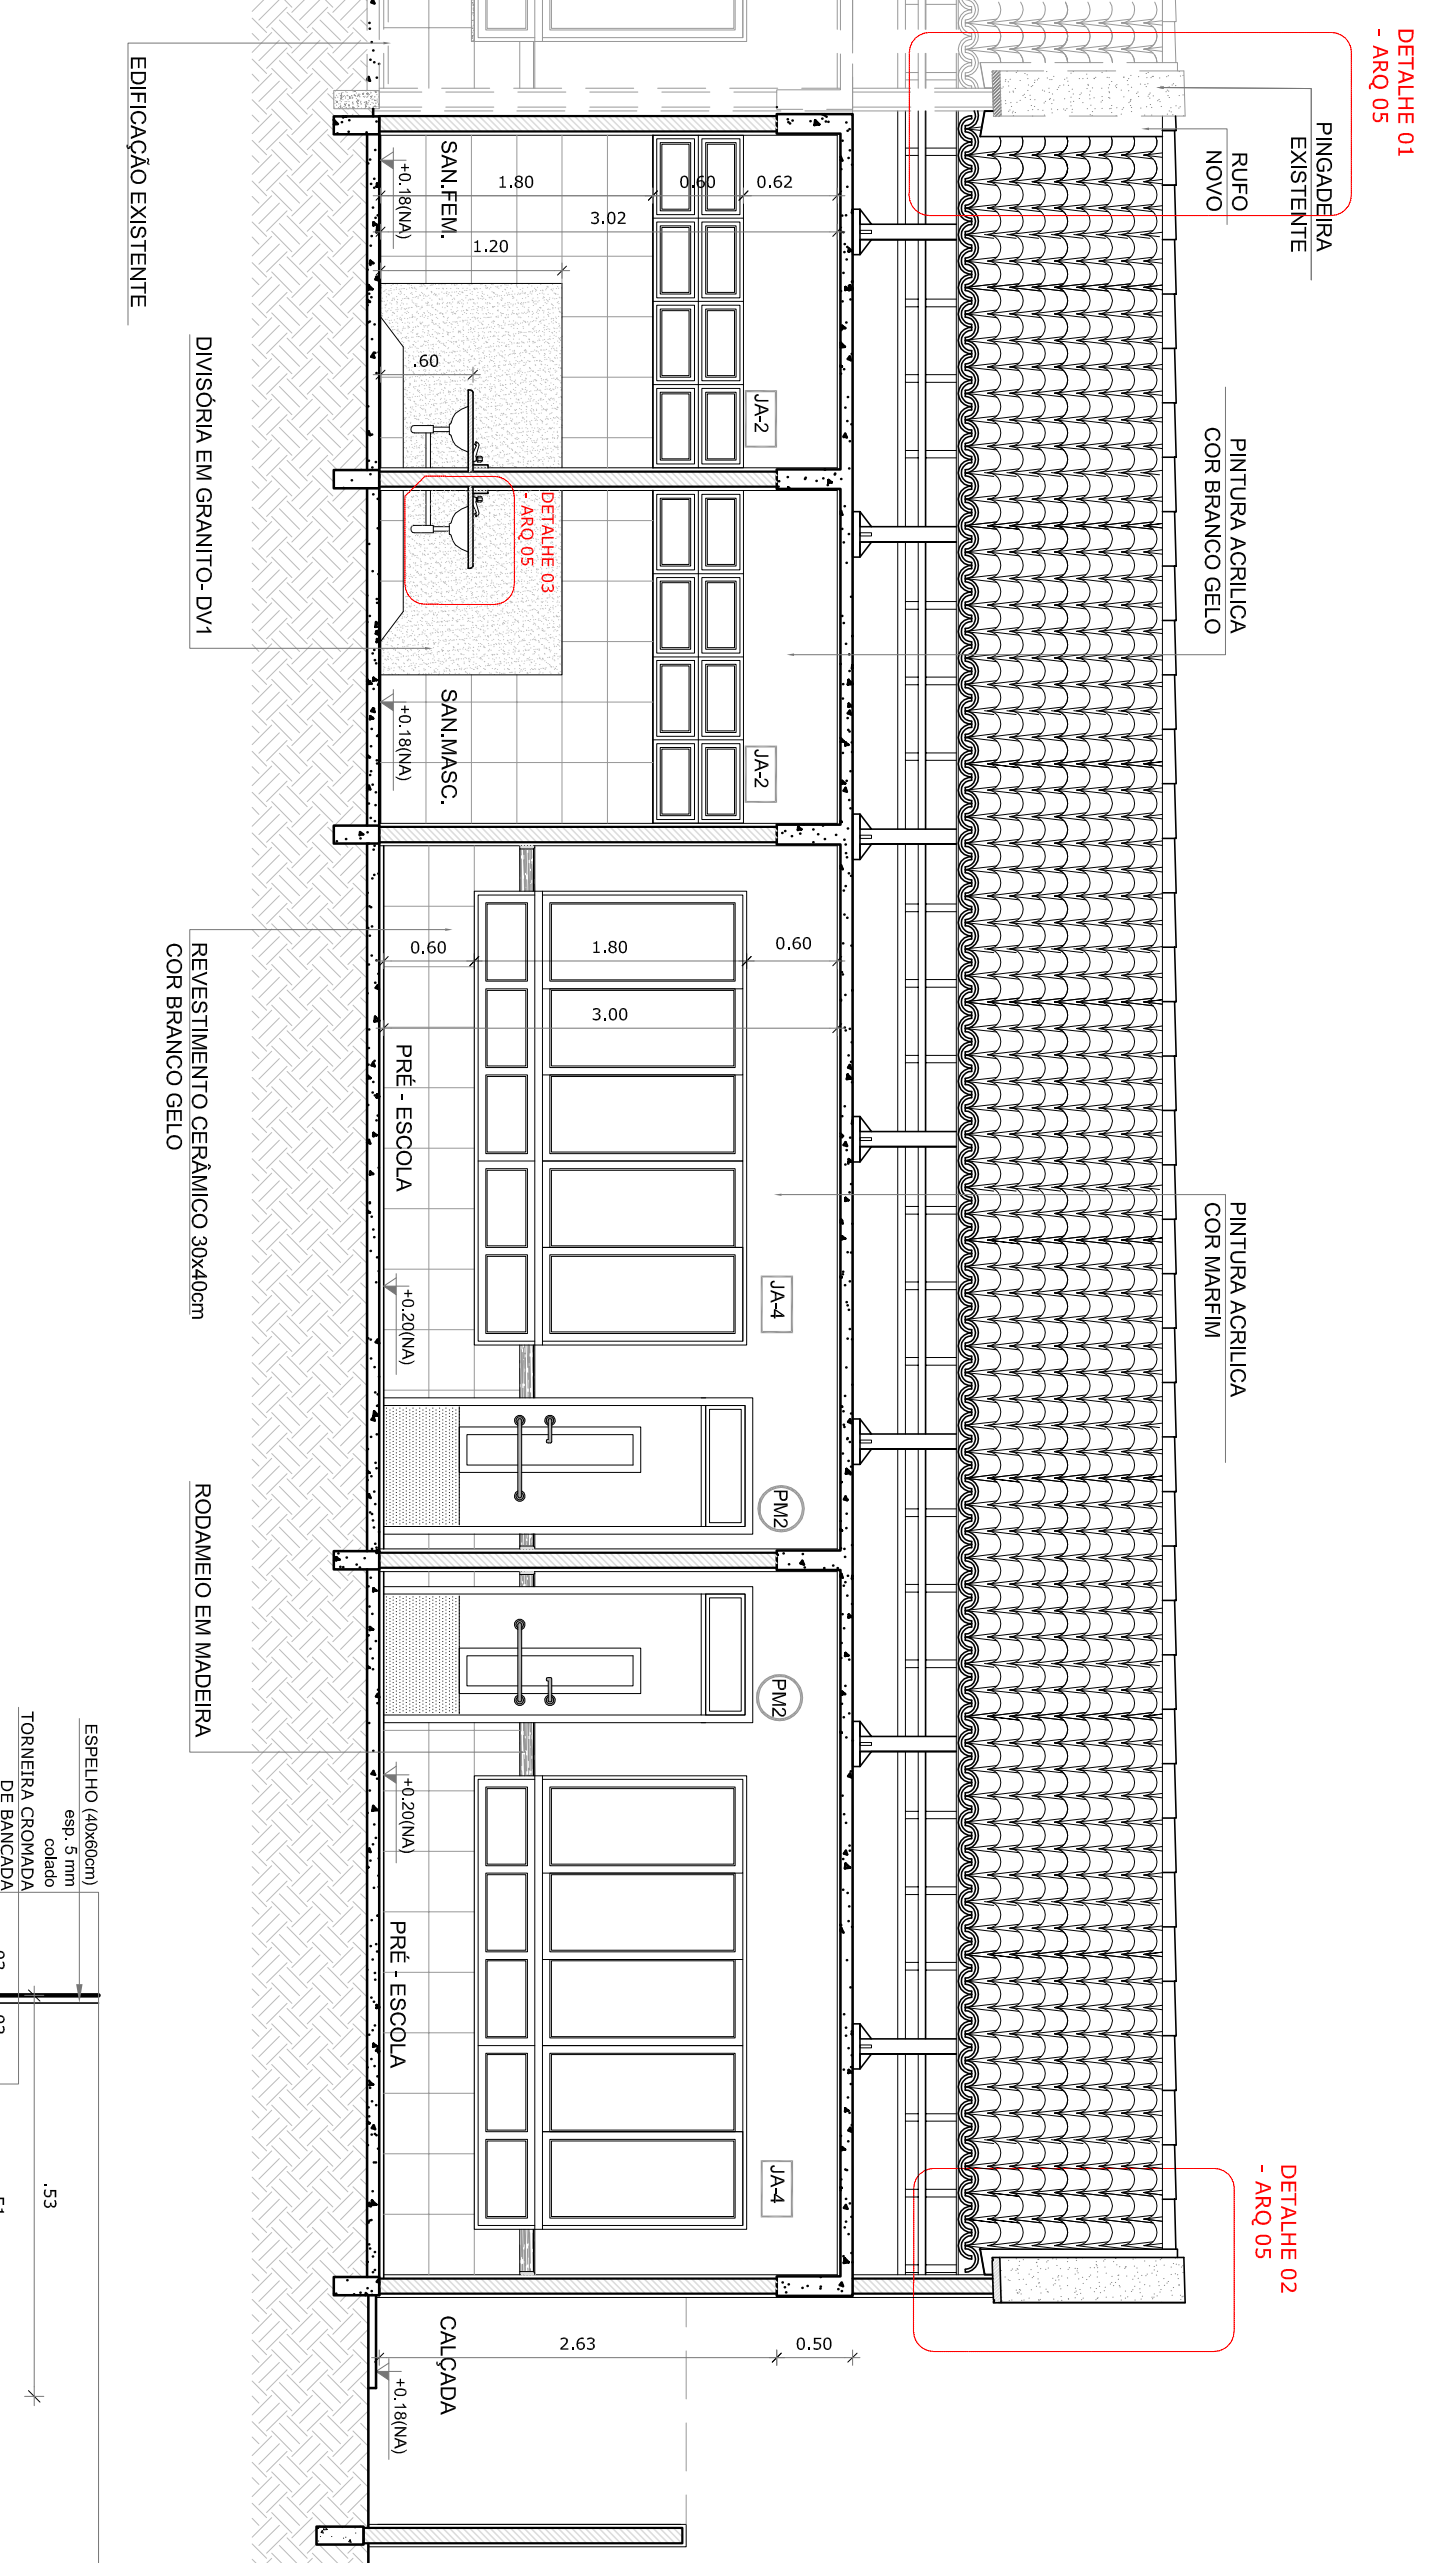 DETALHE 01
- ARQ 05
PINGADEIRA
EXISTENTE
RUFO
NOVO
PINTURA ACRILICA
COR BRANCO GELO
PINTURA ACRILICA
COR MARFIM
DETALHE 02
- ARQ 05
0.62
0.60
1.80
3.02
1.20
.60
JA-2
SAN.FEM.
+0.18(NA)
DETALHE 03
- ARQ 05
JA-2
SAN.MASC.
+0.18(NA)
0.60
1.80
0.60
3.00
PRÉ - ESCOLA
JA-4
+0.20(NA)
PM2
PM2
+0.20(NA)
PRÉ - ESCOLA
JA-4
0.50
2.63
CALÇADA
+0.18(NA)
EDIFICAÇÃO EXISTENTE
DIVISÓRIA EM GRANITO- DV1
REVESTIMENTO CERÂMICO 30x40cm
COR BRANCO GELO
RODAMEIO EM MADEIRA
ESPELHO (40x60cm)
esp. 5 mm
colado
TORNEIRA CROMADA
DE BANCADA
.53